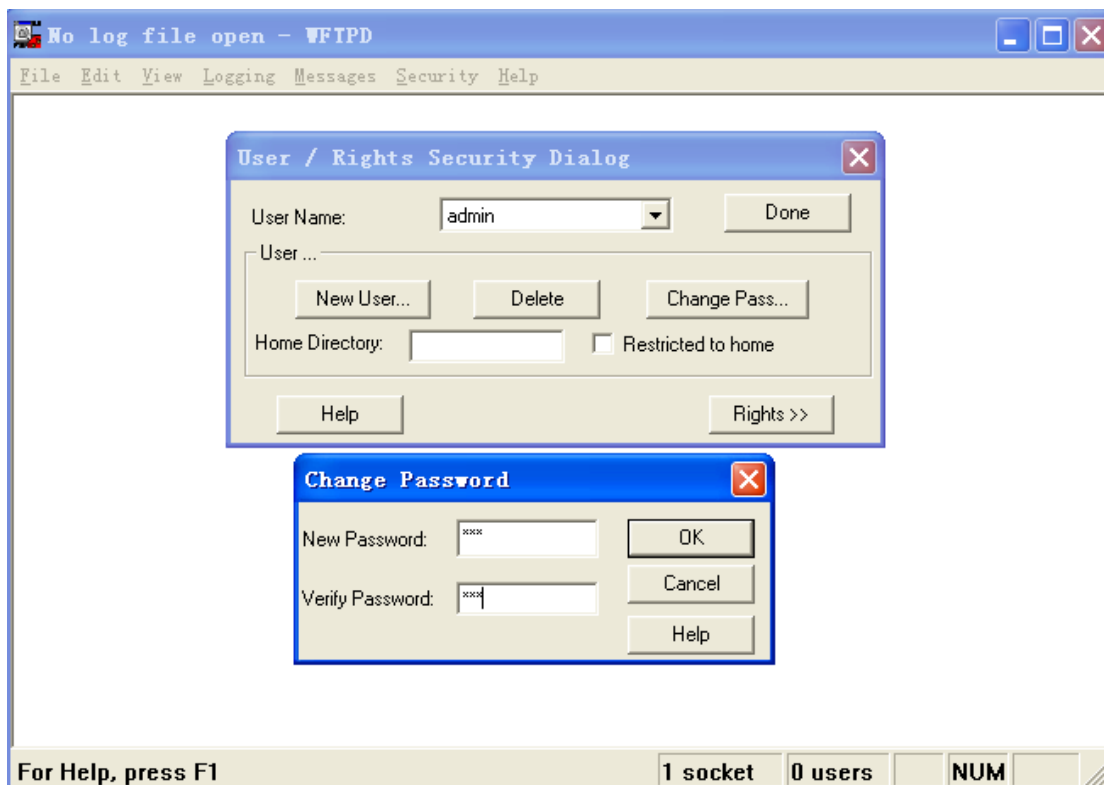 No log file open - WFTPD
File Edit View Logging Messages Security Help
User / Rights Security Dialog
User Name: admin Done
User ...
New User... Delete Change Pass...
Home Directory: Restricted to home
Help Rights >>
Change Password
New Password: *** OK
Cancel
Verify Password: ***
Help
For Help, press F1 1 socket 0 users NUM